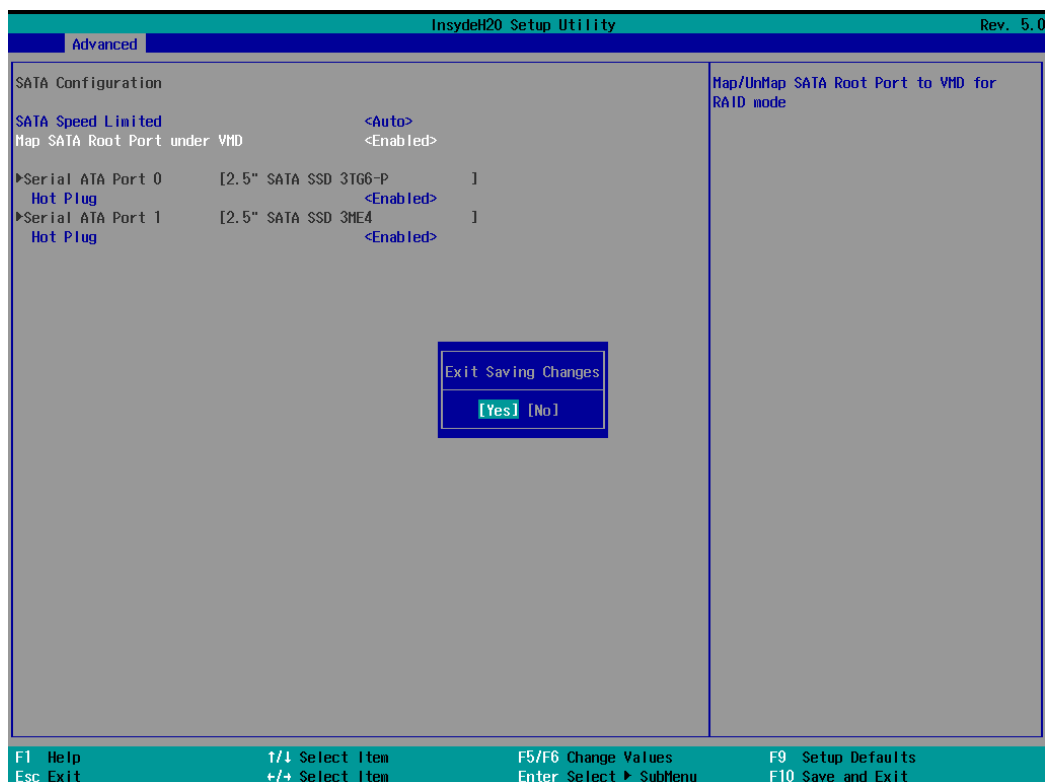 InsydeH20 Setup Utility Rev. 5.0
Advanced
SATA Configuration
SATA Speed Limited <Auto>
Map SATA Root Port under VMD <Enabled>
▶Serial ATA Port 0 [2.5" SATA SSD 3TG6-P ]
Hot Plug <Enabled>
▶Serial ATA Port 1 [2.5" SATA SSD 3ME4 ]
Hot Plug <Enabled>
Map/UnMap SATA Root Port to VMD for
RAID mode
Exit Saving Changes
[Yes] [No]
F1 Help ↑/↓ Select Item F5/F6 Change Values F9 Setup Defaults
Esc Exit ←/→ Select Item Enter Select ▶ SubMenu F10 Save and Exit